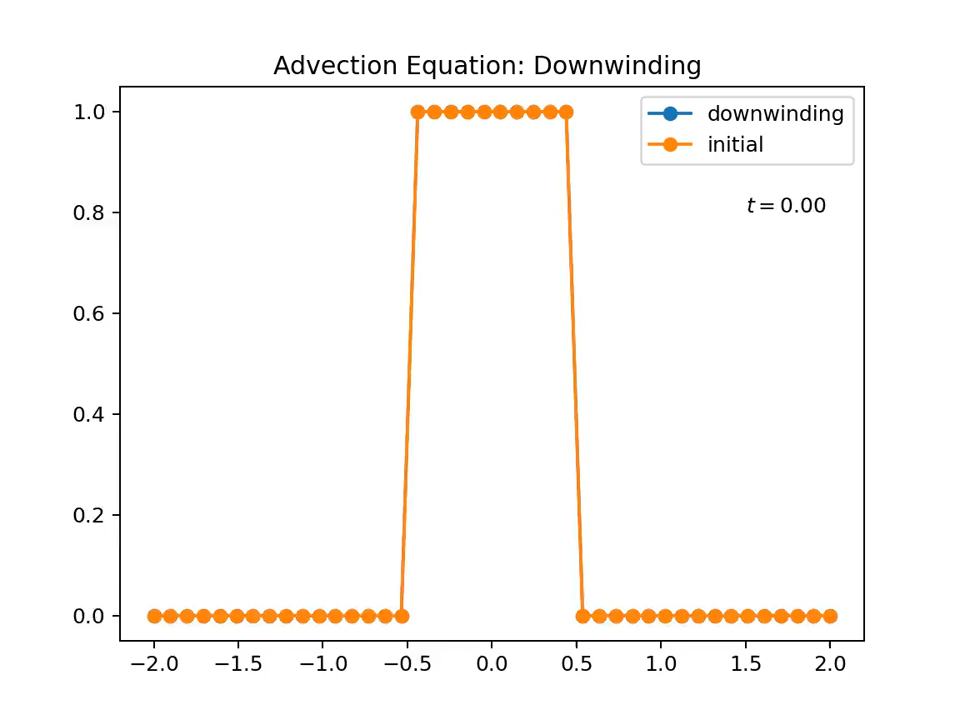 Advection Equation: Downwinding
downwinding
initial
t = 0.00
1.0
0.8
0.6
0.4
0.2
0.0
−2.0 −1.5 −1.0 −0.5 0.0 0.5 1.0 1.5 2.0